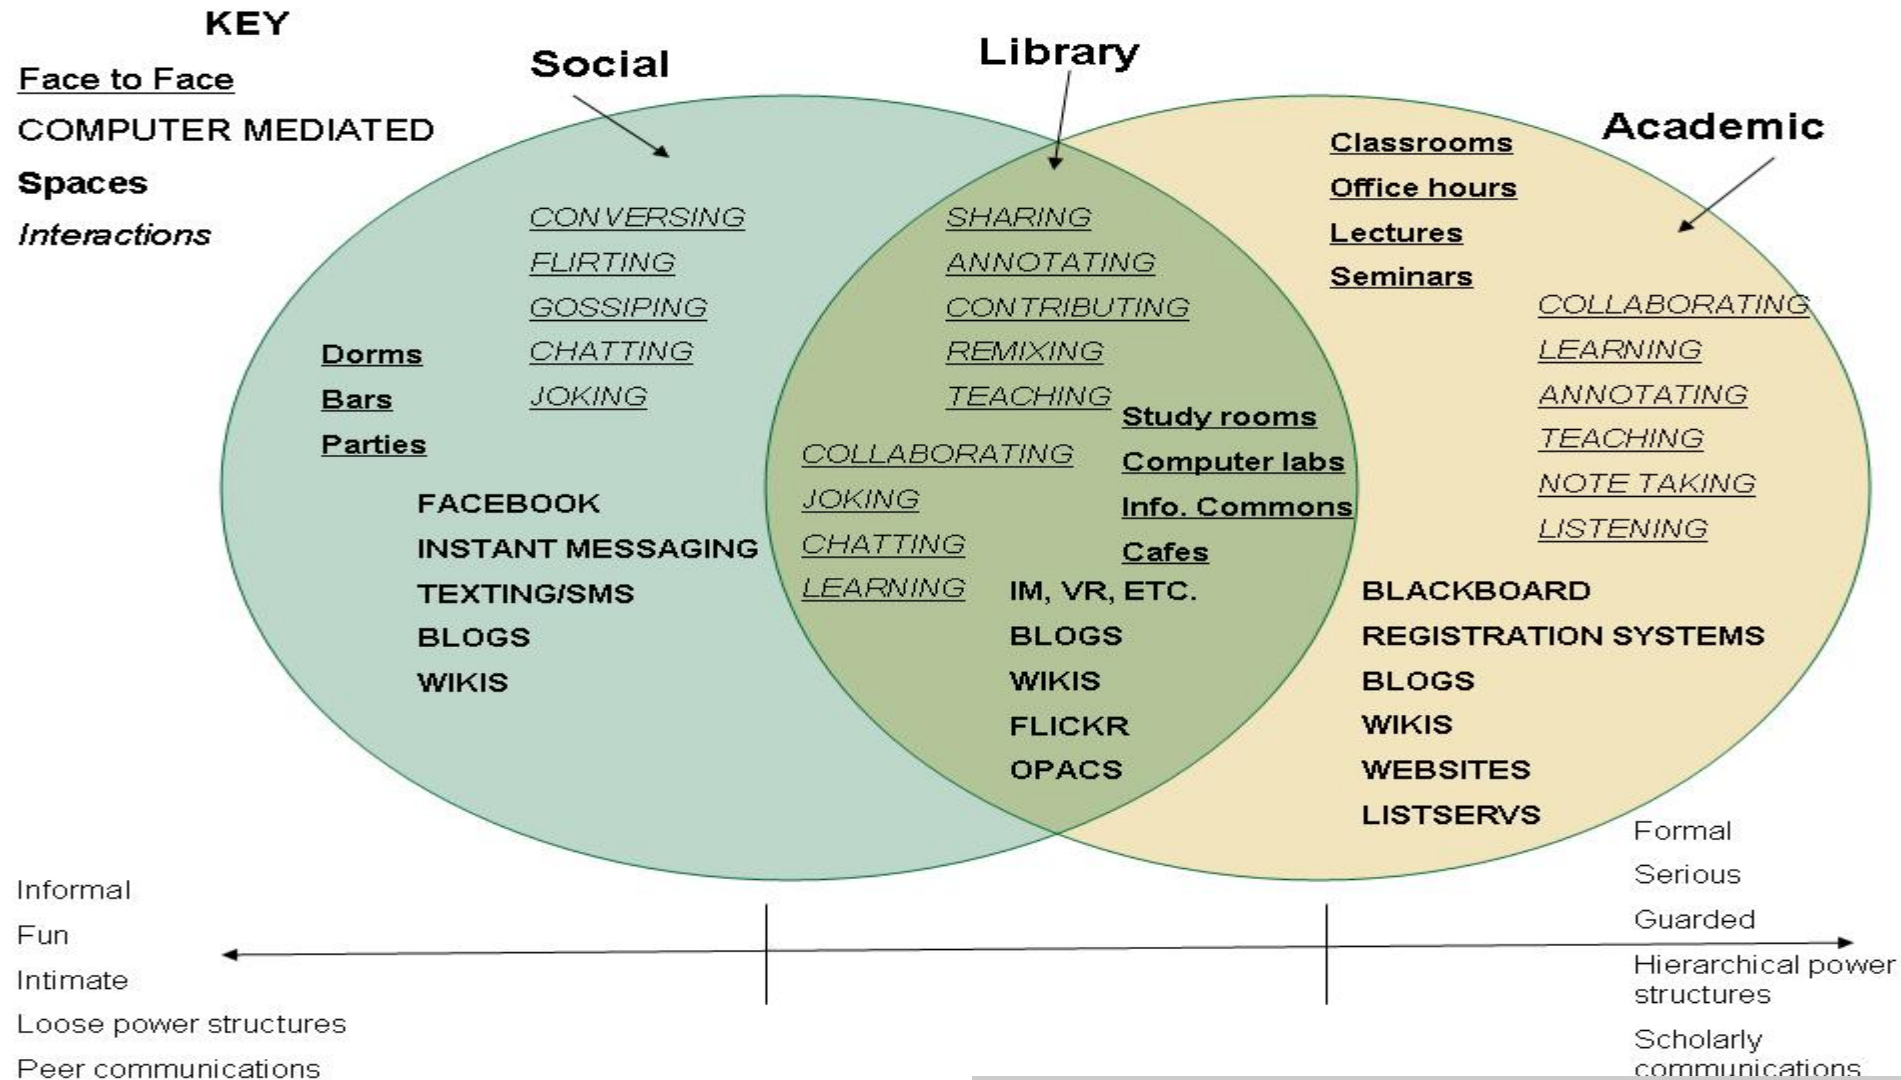 KEY
Face to Face
COMPUTER MEDIATED
Spaces
Interactions
Social
Library
Academic
CONVERSING
FLIRTING
GOSSIPING
CHATTING
JOKING
Dorms
Bars
Parties
FACEBOOK
INSTANT MESSAGING
TEXTING/SMS
BLOGS
WIKIS
SHARING
ANNOTATING
CONTRIBUTING
REMIXING
TEACHING
COLLABORATING
JOKING
CHATTING
LEARNING
Study rooms
Computer labs
Info. Commons
Cafes
IM, VR, ETC.
BLOGS
WIKIS
FLICKR
OPACS
Classrooms
Office hours
Lectures
Seminars
COLLABORATING
LEARNING
ANNOTATING
TEACHING
NOTE TAKING
LISTENING
BLACKBOARD
REGISTRATION SYSTEMS
BLOGS
WIKIS
WEBSITES
LISTSERVS
Informal
Fun
Intimate
Loose power structures
Peer communications
Formal
Serious
Guarded
Hierarchical power
structures
Scholarly
communications